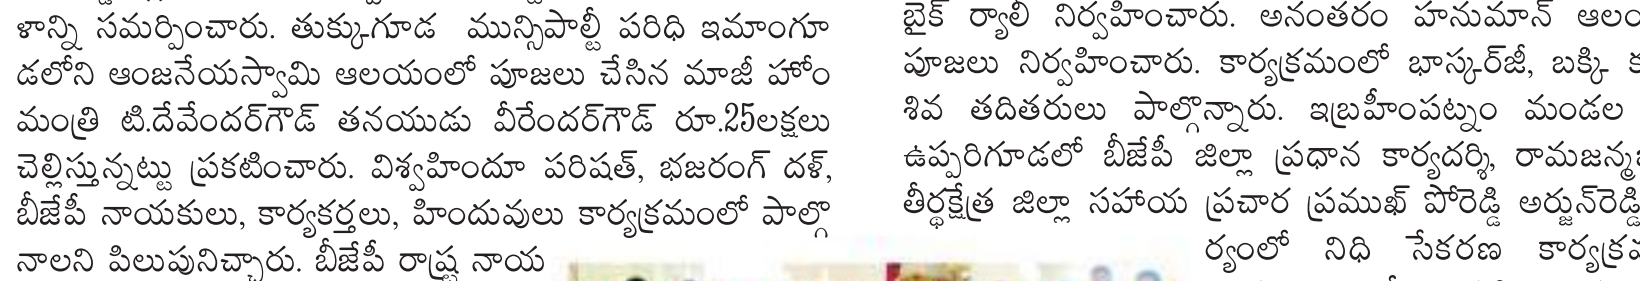 ళాన్ని సమర్పించారు. తుక్కుగూడ మున్సిపాల్టీ పరిధి ఇమాంగూ
డలోని ఆంజనేయస్వామి ఆలయంలో పూజలు చేసిన మాజీ హోం
మంత్రి టి.దేవేందర్‌గౌడ్ తనయుడు వీరేందర్‌గౌడ్ రూ.25లక్షలు
చెల్లిస్తున్నట్టు ప్రకటించారు. విశ్వహిందూ పరిషత్, భజరంగ్ దళ్,
బీజేపీ నాయకులు, కార్యకర్తలు, హిందువులు కార్యక్రమంలో పాల్గొ
నాలని పిలుపునిచ్చారు. బీజేపీ రాష్ట్ర నాయ
బైక్ ర్యాలీ నిర్వహించారు. అనంతరం హనుమాన్
పూజలు నిర్వహించారు. కార్యక్రమంలో భాస్కర్‌జీ, బక్కి
శివ తదితరులు పాల్గొన్నారు. ఇబ్రహీంపట్నం మండల
ఉప్పరిగూడలో బీజేపీ జిల్లా ప్రధాన కార్యదర్శి,
తీర్థక్షేత్ర జిల్లా సహాయ ప్రచార ప్రముఖ్ పోరెడ్డి అర్జున్‌రెడ్డి
ర్యంలో నిధి సేకరణ